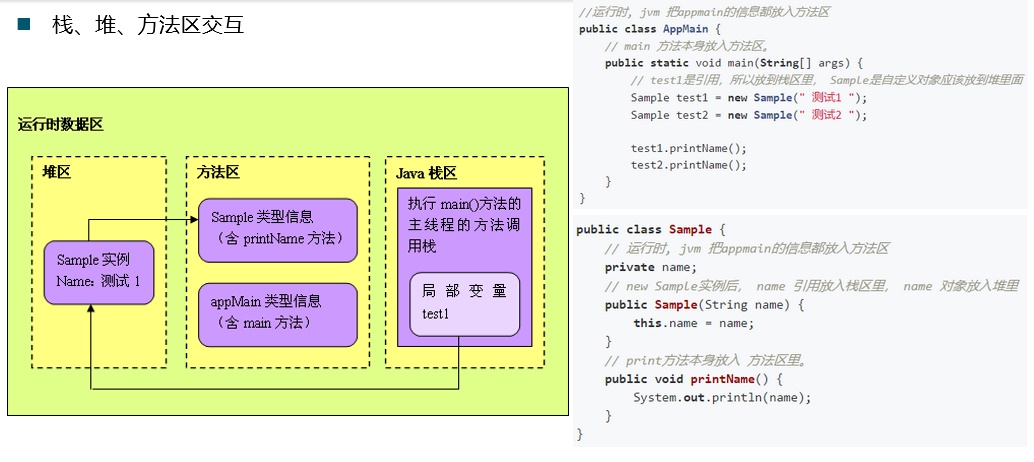 栈、堆、方法区交互
运行时数据区
堆区
Sample 实例
Name：测试 1
方法区
Sample 类型信息
（含 printName 方法）
appMain 类型信息
（含 main 方法）
Java 栈区
执行 main()方法的
主线程的方法调
用栈
局部变量
test1
//运行时, jvm 把appmain的信息都放入方法区
public class AppMain {
// main 方法本身放入方法区。
public static void main(String[] args) {
// test1是引用，所以放到栈区里， Sample是自定义对象应该放到堆里面
Sample test1 = new Sample(" 测试1 ");
Sample test2 = new Sample(" 测试2 ");
test1.printName();
test2.printName();
}
}
public class Sample {
// 运行时, jvm 把appmain的信息都放入方法区
private name;
// new Sample实例后， name 引用放入栈区里， name 对象放入堆里
public Sample(String name) {
this.name = name;
}
// print方法本身放入 方法区里。
public void printName() {
System.out.println(name);
}
}